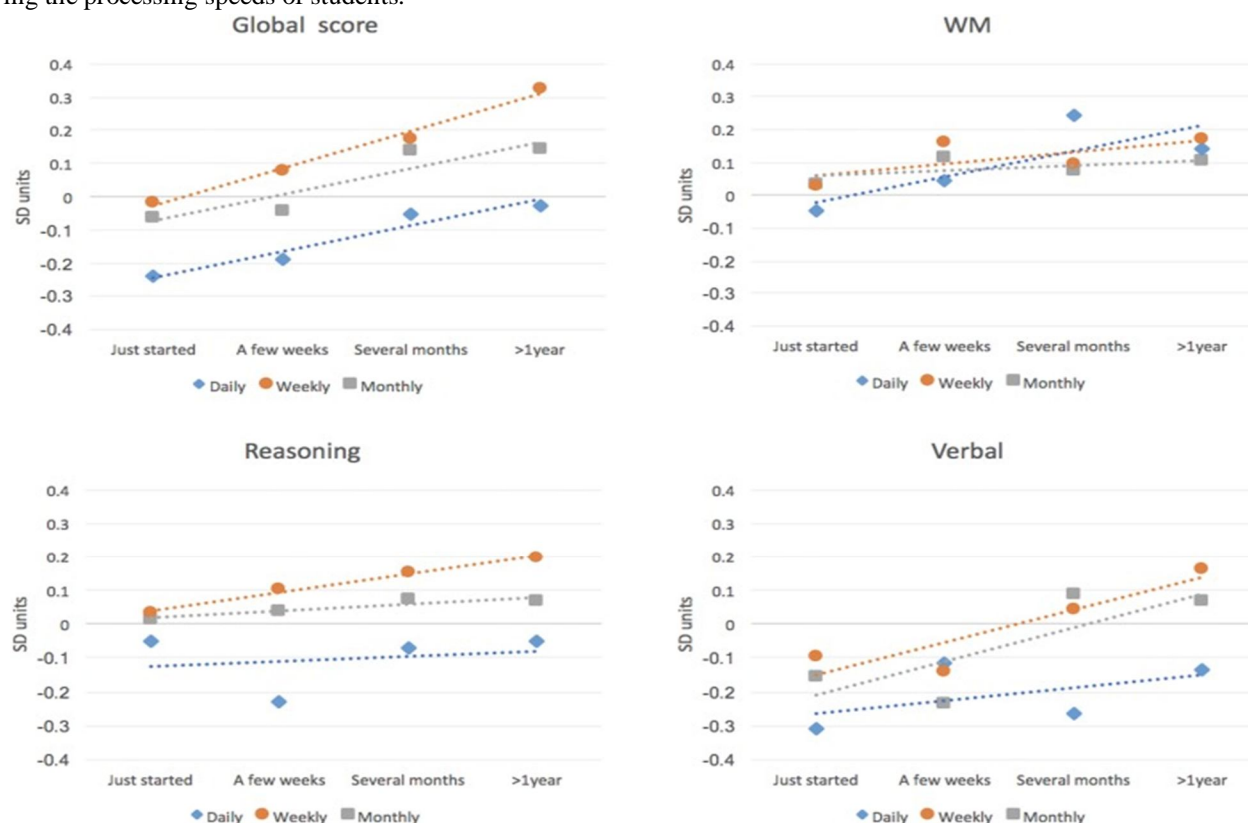 ing the processing speeds of students.
Global score
0.4
0.3
0.2
0.1
0
-0.1
-0.2
-0.3
-0.4
SD units
Just started A few weeks Several months >1year
Daily Weekly Monthly
WM
0.4
0.3
0.2
0.1
0
-0.1
-0.2
-0.3
-0.4
SD units
Just started A few weeks Several months >1year
Daily Weekly Monthly
Reasoning
0.4
0.3
0.2
0.1
0
-0.1
-0.2
-0.3
-0.4
SD units
Just started A few weeks Several months >1year
Daily Weekly Monthly
Verbal
0.4
0.3
0.2
0.1
0
-0.1
-0.2
-0.3
-0.4
SD units
Just started A few weeks Several months >1year
Daily Weekly Monthly